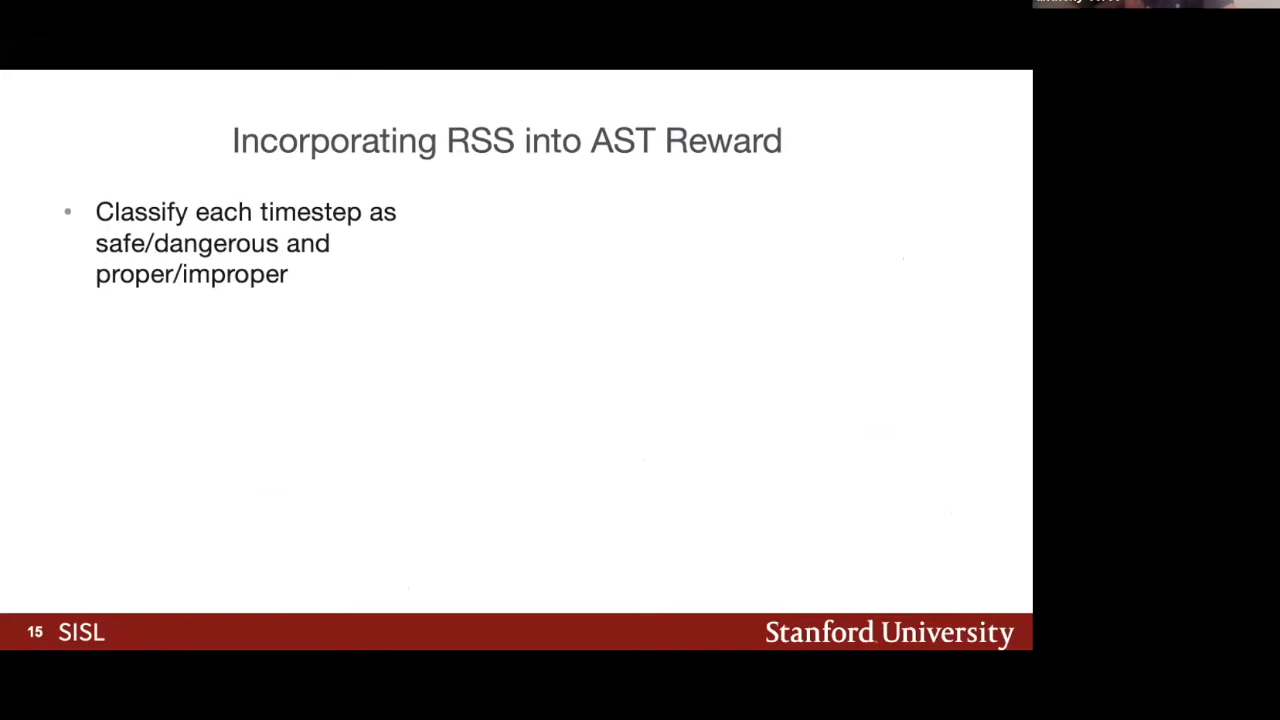 Incorporating RSS into AST Reward
• Classify each timestep as
safe/dangerous and
proper/improper
15 SISL
Stanford University